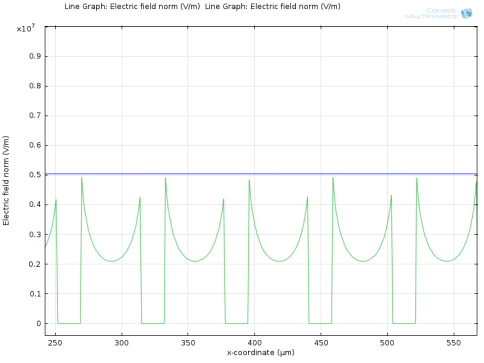 Line Graph: Electric field norm (V/m) Line Graph: Electric field norm (V/m)
×10⁷
COMSOL
MULTIPHYSICS
0.9
0.8
0.7
0.6
0.5
0.4
0.3
0.2
0.1
0
Electric field norm (V/m)
250 300 350 400 450 500 550
x-coordinate (µm)